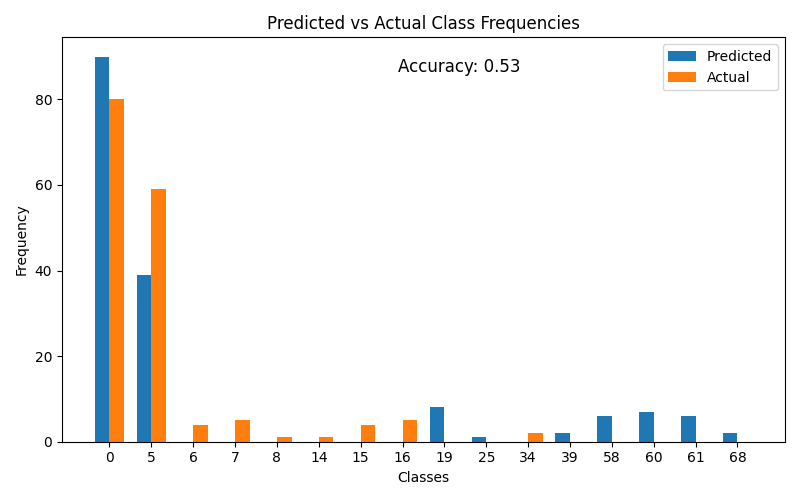 Predicted vs Actual Class Frequencies
Accuracy: 0.53
Predicted
Actual
Frequency
80
60
40
20
0
0 5 6 7 8 14 15 16 19 25 34 39 58 60 61 68
Classes